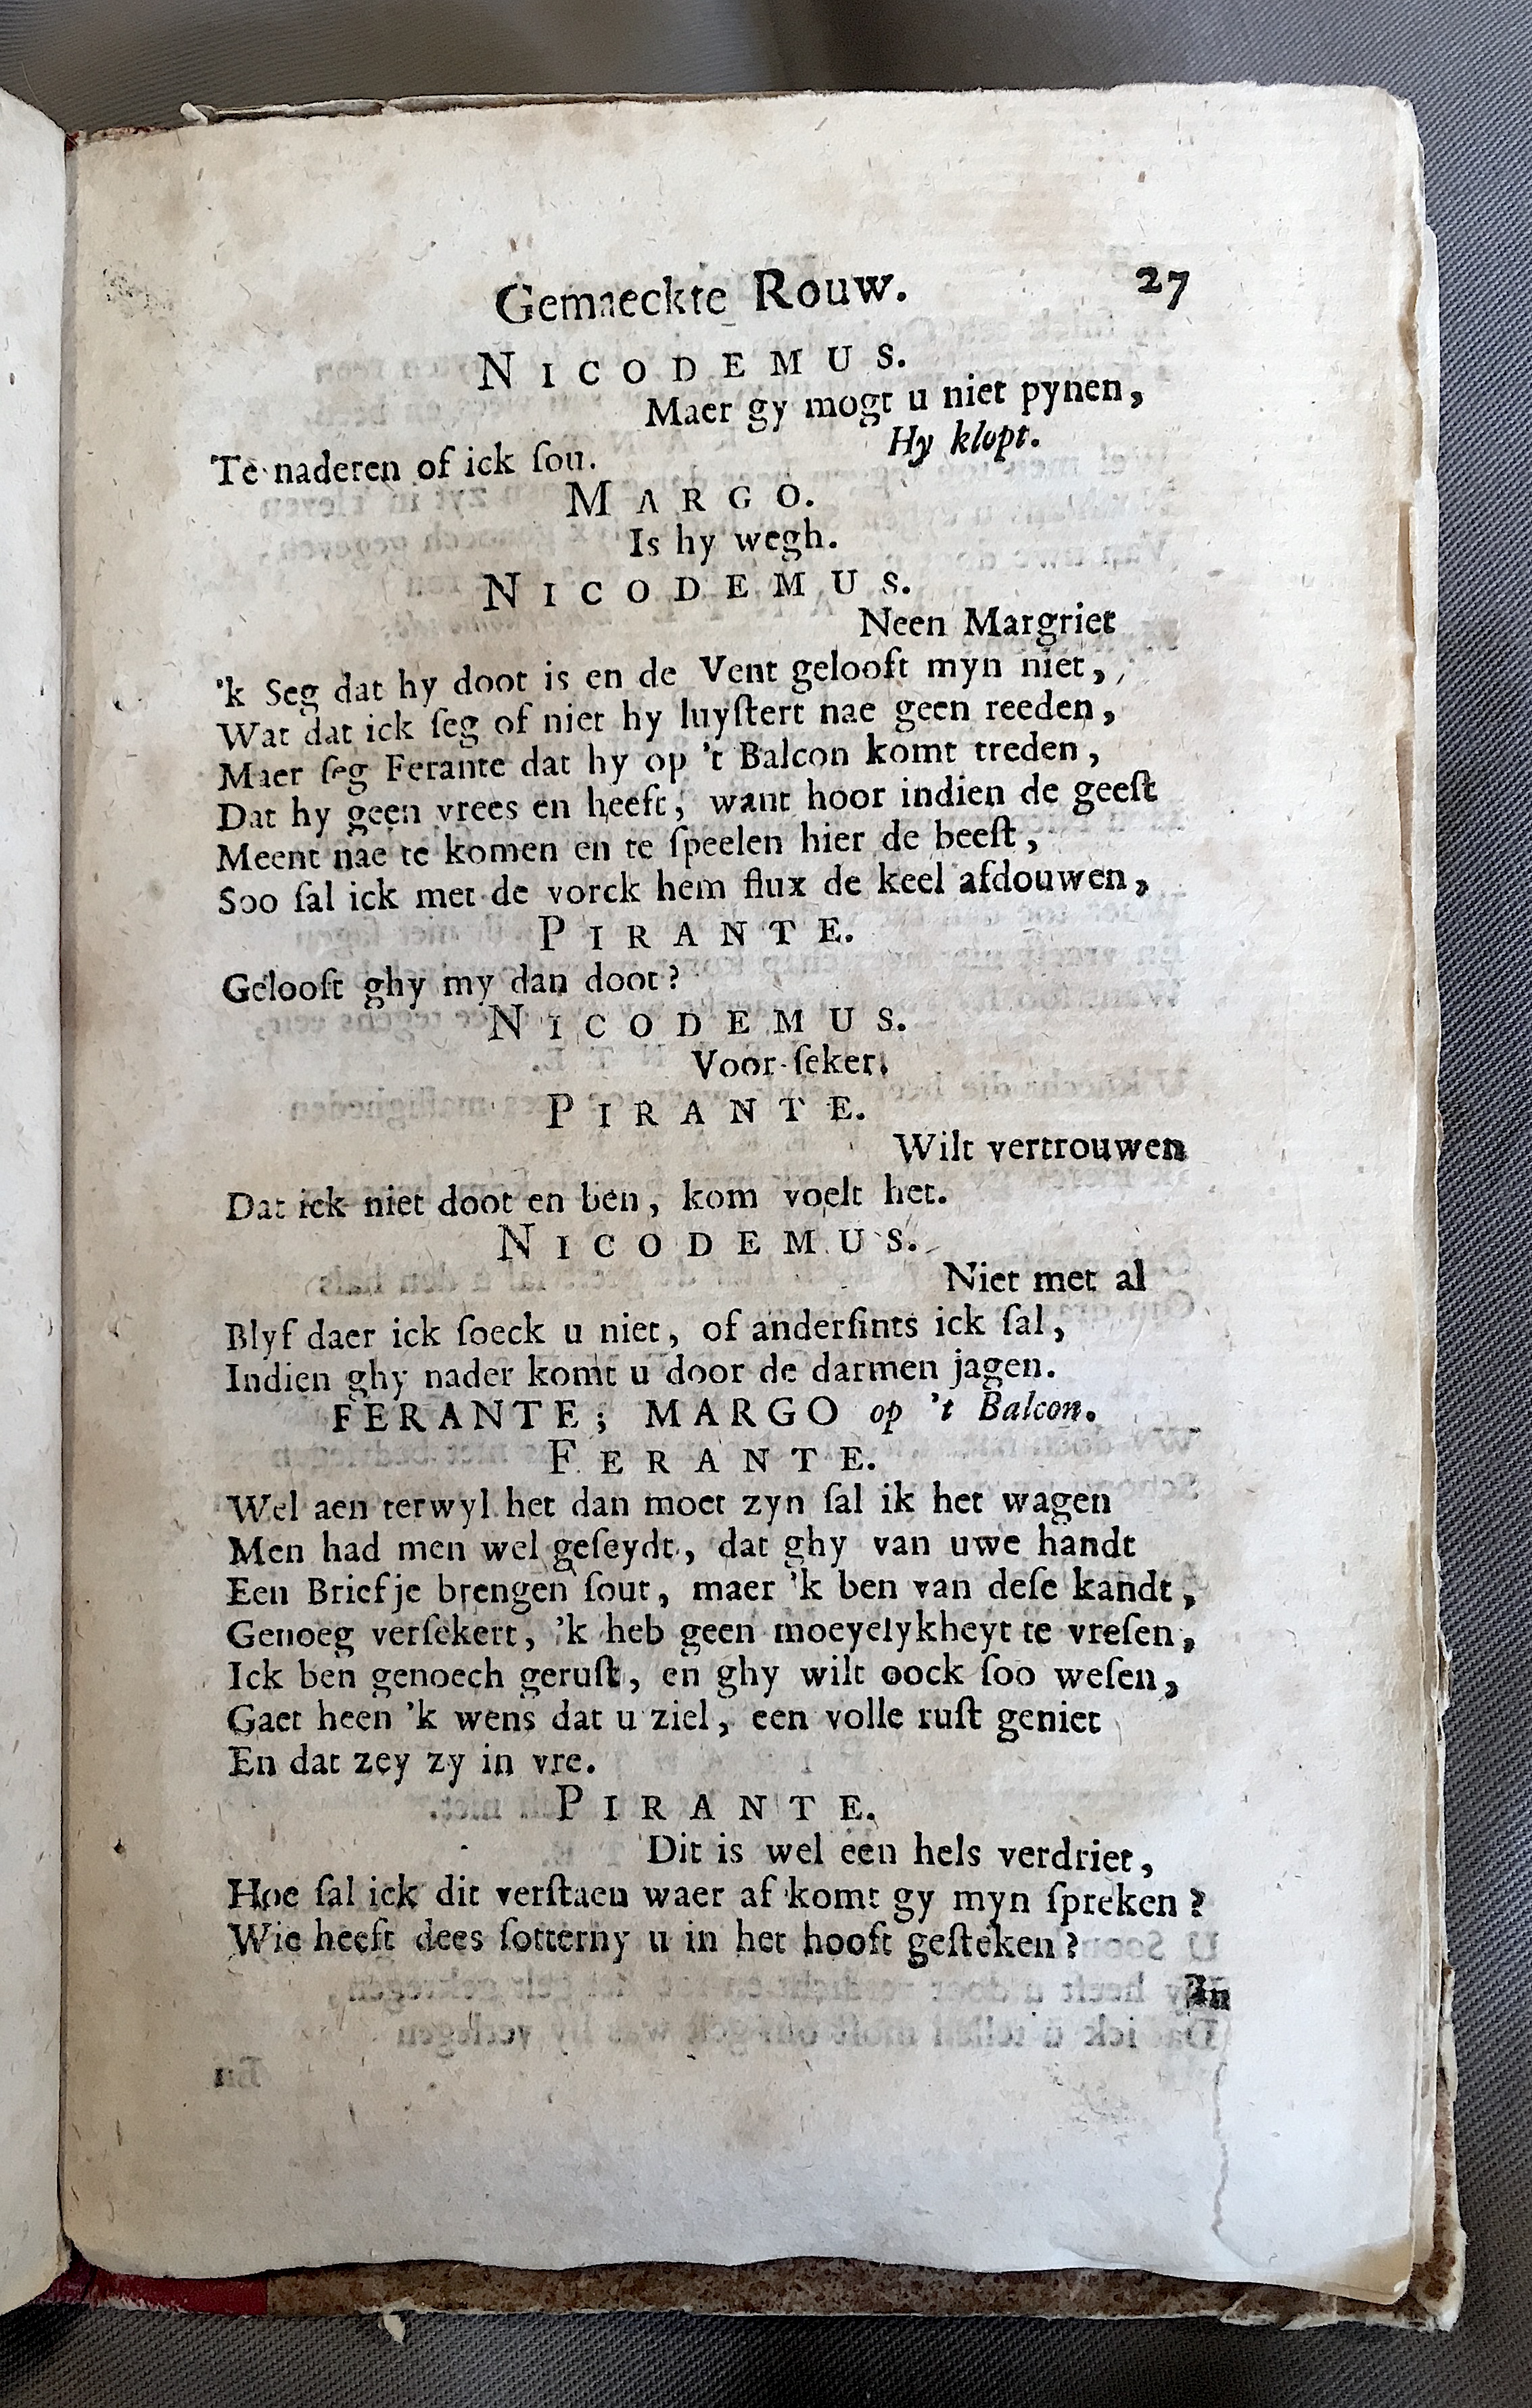 Gemaeckte Rouw. 27
NICODEMUS.
Maer gy mogt u niet pynen,
Hy klopt.
Te naderen of ick ſou.
MARGO.
Is hy wegh.
NICODEMUS.
Neen Margriet
'k Seg dat hy doot is en de Vent gelooft myn niet,
Wat dat ick ſeg of niet hy luyſtert nae geen reeden,
Maer ſeg Ferante dat hy op 't Balcon komt treden,
Dat hy geen vrees en heeft, want hoor indien de geeſt
Meent nae te komen en te ſpeelen hier de beeſt,
Soo ſal ick met de vorck hem flux de keel afdouwen,
PIRANTE.
Gelooft ghy my dan doot?
NICODEMUS.
Voor-ſeker.
PIRANTE.
Wilt vertrouwen
Dat ick niet doot en ben, kom voelt het.
NICODEMUS.
Niet met al
Blyf daer ick ſoeck u niet, of anderſints ick ſal,
Indien ghy nader komt u door de darmen jagen.
FERANTE; MARGO op 't Balcon.
FERANTE.
Wel aen terwyl het dan moet zyn ſal ik het wagen
Men had men wel geſeydt, dat ghy van uwe handt
Een Briefje brengen ſout, maer 'k ben van deſe kandt,
Genoeg verſekert, 'k heb geen moeyelykheyt te vreſen,
Ick ben genoech geruſt, en ghy wilt oock ſoo weſen,
Gaet heen 'k wens dat u ziel, een volle ruſt geniet
En dat zey zy in vre.
PIRANTE.
Dit is wel een hels verdriet,
Hoe ſal ick dit verſtaen waer af komt gy myn ſpreken?
Wie heeft dees ſotterny u in het hooft geſteken?